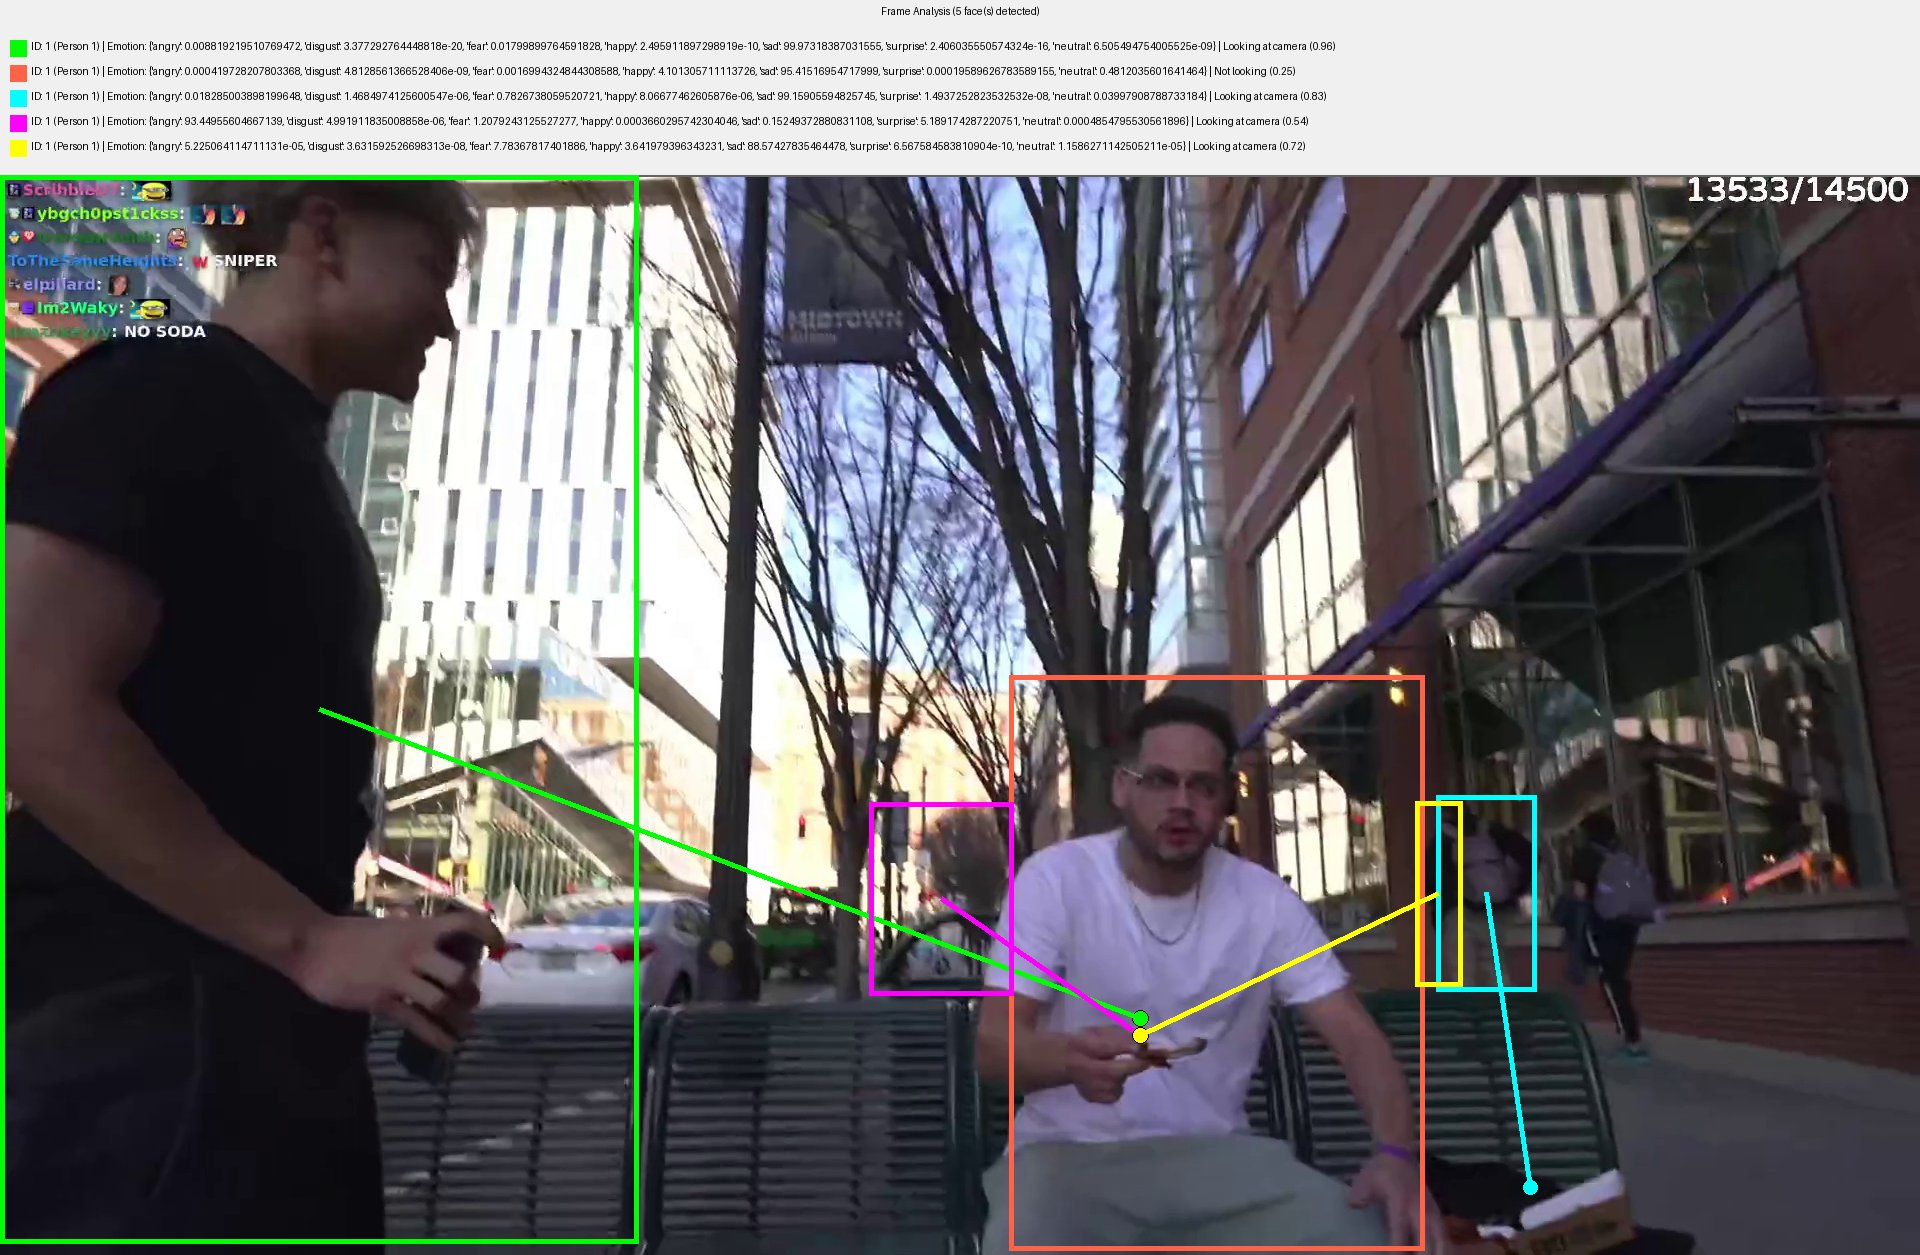 Frame Analysis (5 face(s) detected)
ID: 1 (Person 1) | Emotion: {'angry': 0.008819219510769472, 'disgust': 3.377292764448818e-20, 'fear': 0.01799899764591828, 'happy': 2.495911897298919e-10, 'sad': 99.97318387031555, 'surprise': 2.406035550574324e-16, 'neutral': 6.505494754005525e-09} | Looking at camera (0.96)
ID: 1 (Person 1) | Emotion: {'angry': 0.000419728207803368, 'disgust': 4.8128561366528406e-09, 'fear': 0.0016994324844308588, 'happy': 4.101305711113726, 'sad': 95.41516954717999, 'surprise': 0.00019589626783589155, 'neutral': 0.4812035601641464} | Not looking (0.25)
ID: 1 (Person 1) | Emotion: {'angry': 0.018285003898199648, 'disgust': 1.4684974125600547e-06, 'fear': 0.7826738059520721, 'happy': 8.06677462605876e-06, 'sad': 99.15905594825745, 'surprise': 1.4937252823532532e-08, 'neutral': 0.03997908788733184} | Looking at camera (0.83)
ID: 1 (Person 1) | Emotion: {'angry': 93.44955604667139, 'disgust': 4.991911835008858e-06, 'fear': 1.2079243125527277, 'happy': 0.0003660295742304046, 'sad': 0.15249372880831108, 'surprise': 5.189174287220751, 'neutral': 0.0004854795530561896} | Looking at camera (0.54)
ID: 1 (Person 1) | Emotion: {'angry': 5.225064114711131e-05, 'disgust': 3.631592526698313e-08, 'fear': 7.78367817401886, 'happy': 3.641979396343231, 'sad': 88.57427835464478, 'surprise': 6.567584583810904e-10, 'neutral': 1.1586271142505211e-05} | Looking at camera (0.72)
13533/14500
ybgch0pst1ckss:
ToTheSameHeights: W SNIPER
elpillard:
Im2Waky:
NO SODA
MIDTOWN